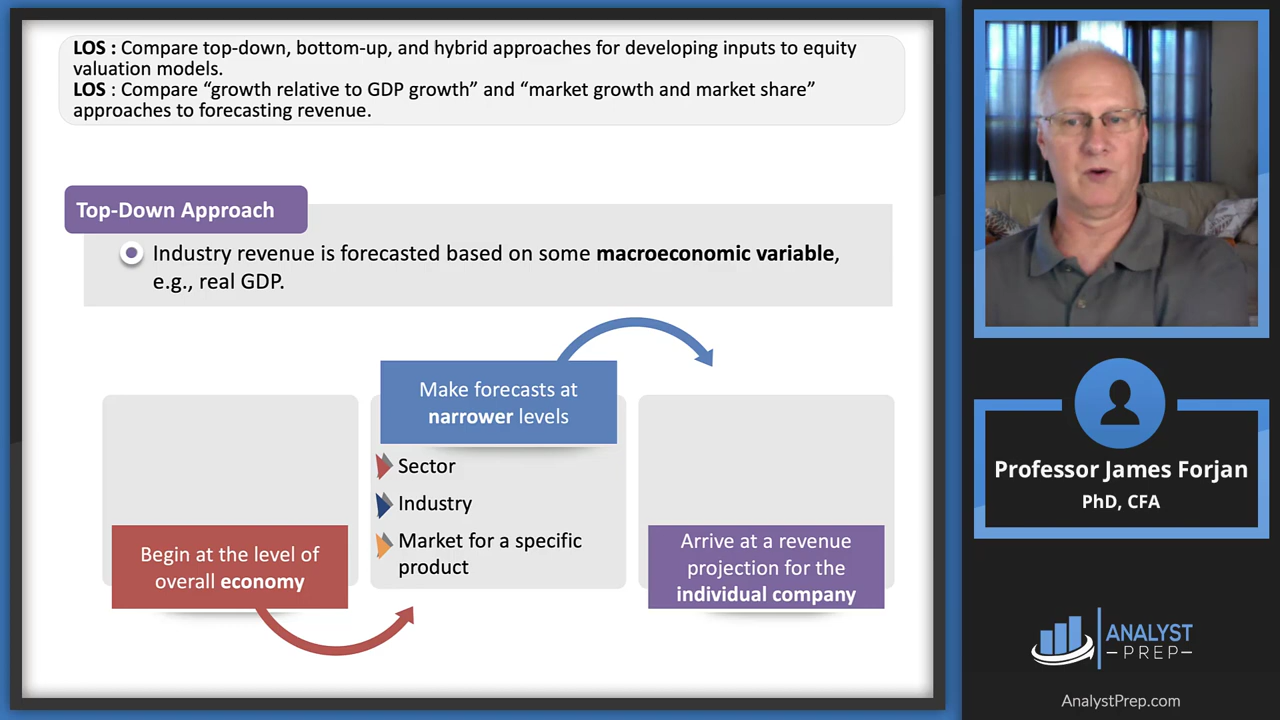 LOS : Compare top-down, bottom-up, and hybrid approaches for developing inputs to equity
valuation models.
LOS : Compare “growth relative to GDP growth” and “market growth and market share”
approaches to forecasting revenue.
Top-Down Approach
Industry revenue is forecasted based on some macroeconomic variable,
e.g., real GDP.
Begin at the level of
overall economy
Make forecasts at
narrower levels
Sector
Industry
Market for a specific
product
Arrive at a revenue
projection for the
individual company
Professor James Forjan
PhD, CFA
ANALYST
–PREP–
AnalystPrep.com